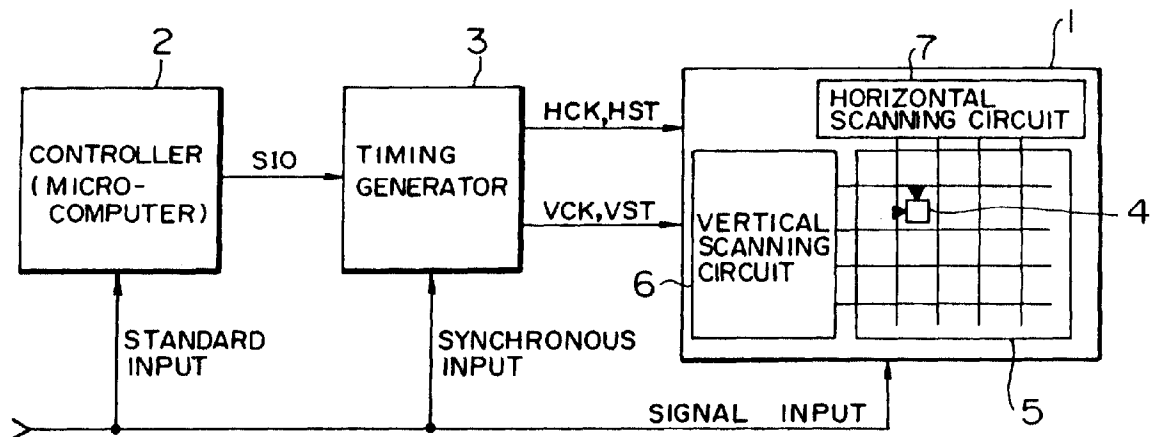 2
3
1
7
HORIZONTAL
SCANNING CIRCUIT
CONTROLLER
(MICRO-
COMPUTER)
SIO
TIMING
GENERATOR
HCK,HST
VCK,VST
VERTICAL
SCANNING
CIRCUIT
4
6
5
STANDARD
INPUT
SYNCHRONOUS
INPUT
SIGNAL INPUT